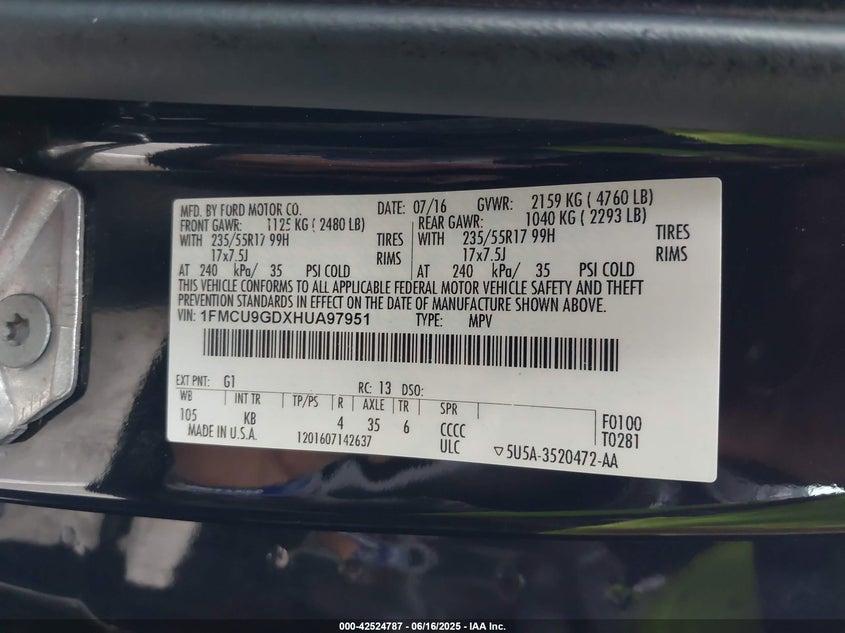 MFD. BY FORD MOTOR CO. DATE: 07/16 GVWR: 2159 KG ( 4760 LB)
FRONT GAWR: 1125 KG ( 2480 LB) REAR GAWR: 1040 KG ( 2293 LB)
WITH 235/55R17 99H TIRES WITH 235/55R17 99H TIRES
17x7.5J RIMS 17x7.5J RIMS
AT 240 kPa/ 35 PSI COLD AT 240 kPa/ 35 PSI COLD
THIS VEHICLE CONFORMS TO ALL APPLICABLE FEDERAL MOTOR VEHICLE SAFETY AND THEFT
PREVENTION STANDARDS IN EFFECT ON THE DATE OF MANUFACTURE SHOWN ABOVE.
VIN: 1FMCU9GDXHUA97951 TYPE: MPV
EXT PNT: G1 RC: 13 DSO:
WB INT TR TP/PS R AXLE TR SPR
105 KB 4 35 6 CCCC F0100
MADE IN U.S.A. 1201607142637 ULC T0281
▽5U5A-3520472-AA
000-42524787 - 06/16/2025 - IAA Inc.